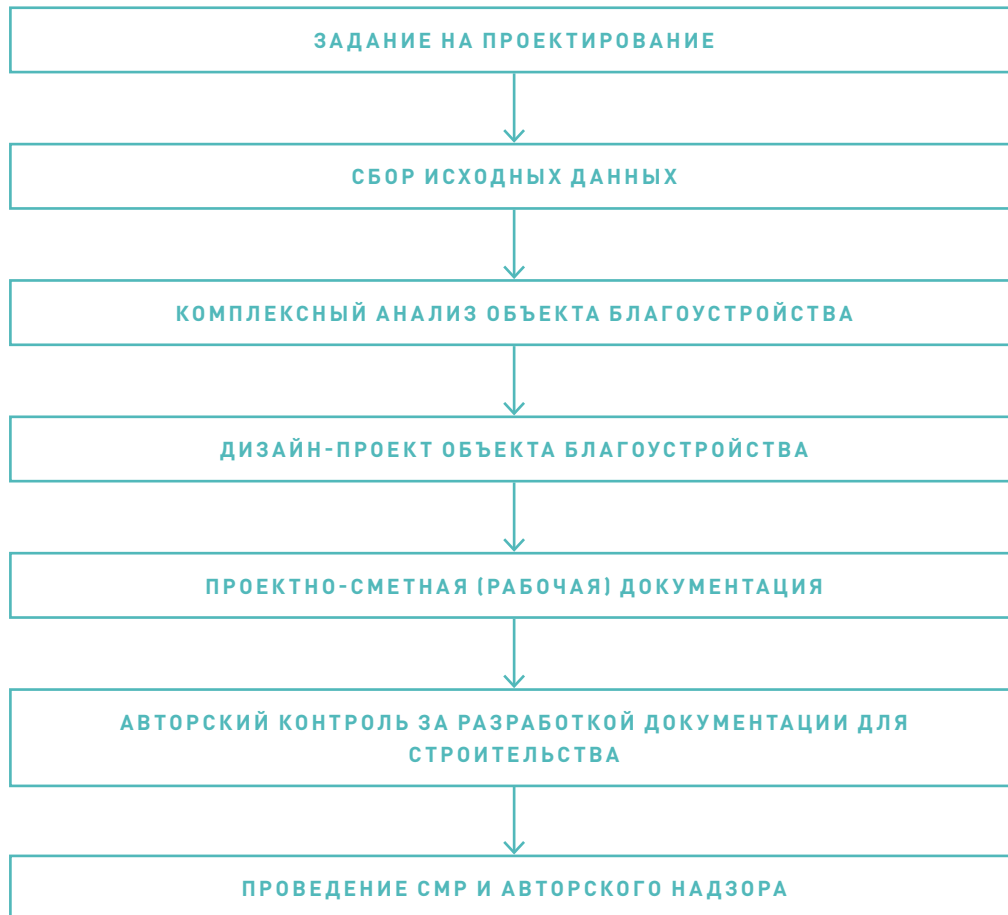 ЗАДАНИЕ НА ПРОЕКТИРОВАНИЕ
СБОР ИСХОДНЫХ ДАННЫХ
КОМПЛЕКСНЫЙ АНАЛИЗ ОБЪЕКТА БЛАГОУСТРОЙСТВА
ДИЗАЙН-ПРОЕКТ ОБЪЕКТА БЛАГОУСТРОЙСТВА
ПРОЕКТНО-СМЕТНАЯ (РАБОЧАЯ) ДОКУМЕНТАЦИЯ
АВТОРСКИЙ КОНТРОЛЬ ЗА РАЗРАБОТКОЙ ДОКУМЕНТАЦИИ ДЛЯ
СТРОИТЕЛЬСТВА
ПРОВЕДЕНИЕ СМР И АВТОРСКОГО НАДЗОРА